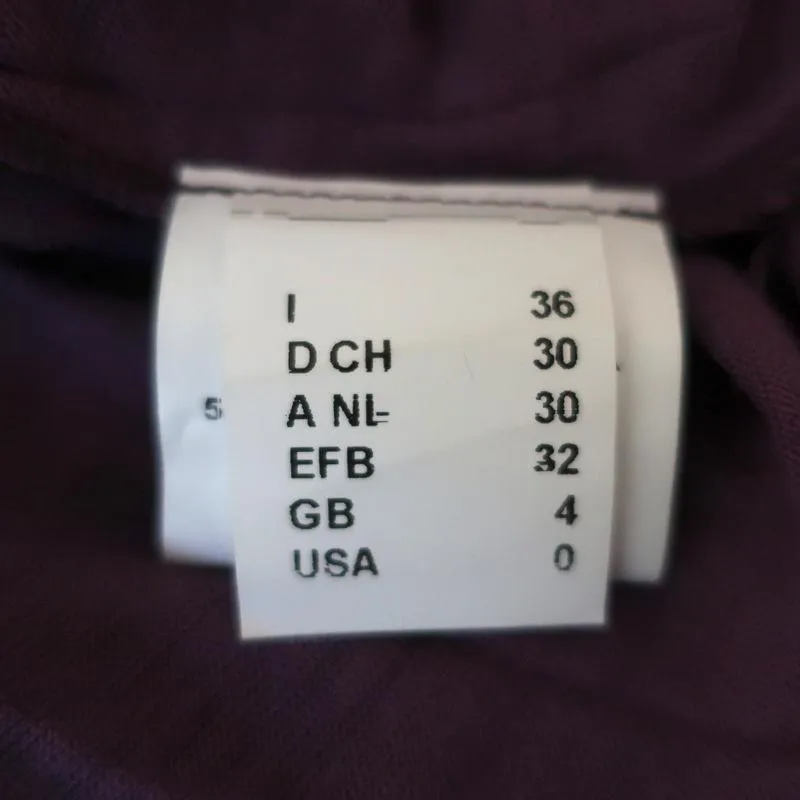 I 36
D CH 30
A NL 30
EFB 32
GB 4
USA 0